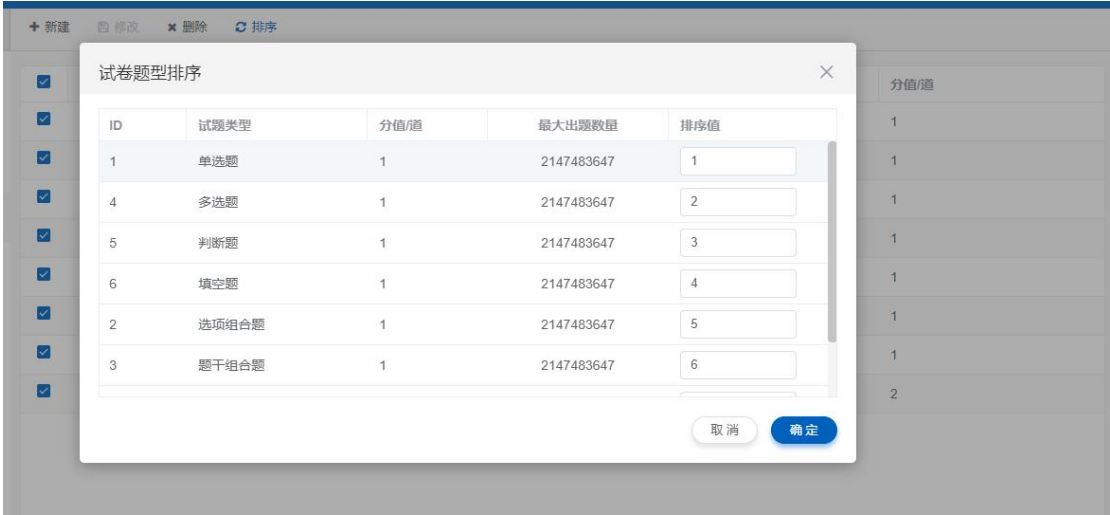 新建 修改 删除 排序
试卷题型排序
分值/道
ID 试题类型 分值/道 最大出题数量 排序值
1
1 单选题 1 2147483647 1
1
4 多选题 1 2147483647 2
1
5 判断题 1 2147483647 3
1
6 填空题 1 2147483647 4
1
2 选项组合题 1 2147483647 5
1
3 题干组合题 1 2147483647 6
1
2
取消 确定